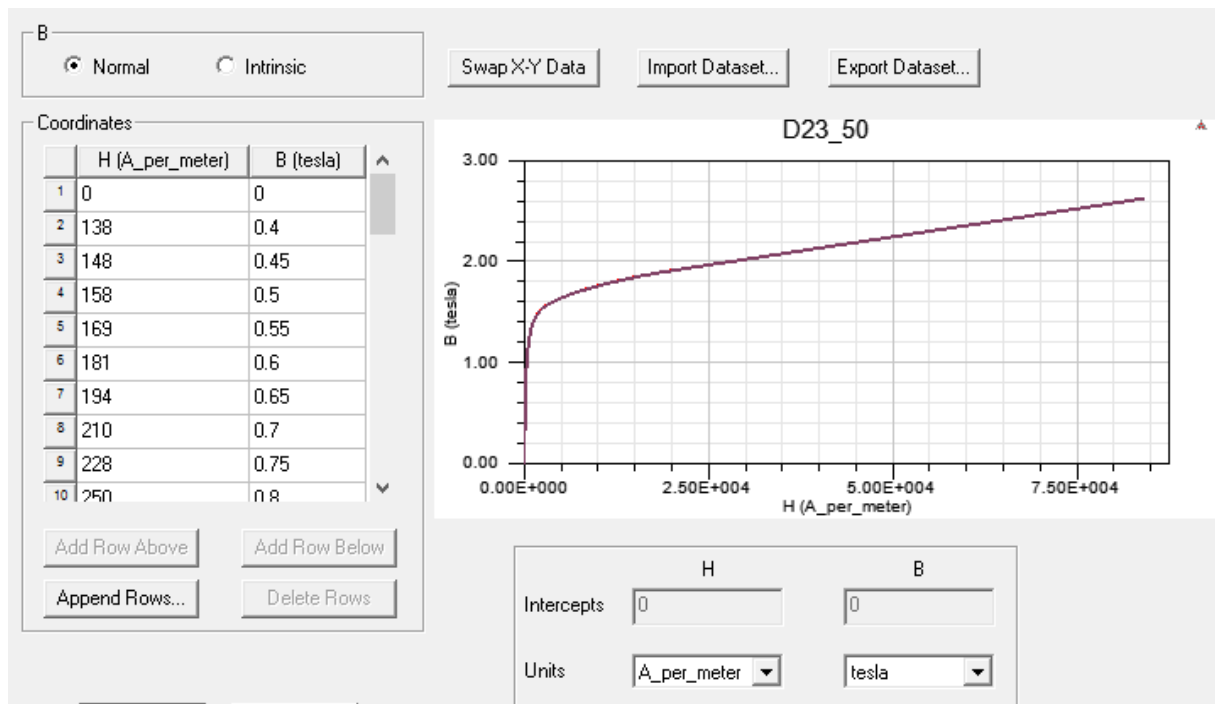 B
Normal Intrinsic
Swap X-Y Data Import Dataset... Export Dataset...
Coordinates
H (A_per_meter) B (tesla)
1 0 0
2 138 0.4
3 148 0.45
4 158 0.5
5 169 0.55
6 181 0.6
7 194 0.65
8 210 0.7
9 228 0.75
10 250 0.8
Add Row Above Add Row Below
Append Rows... Delete Rows
D23_50
3.00
2.00
1.00
0.00
B (tesla)
0.00E+000 2.50E+004 5.00E+004 7.50E+004
H (A_per_meter)
H B
Intercepts 0 0
Units A_per_meter tesla